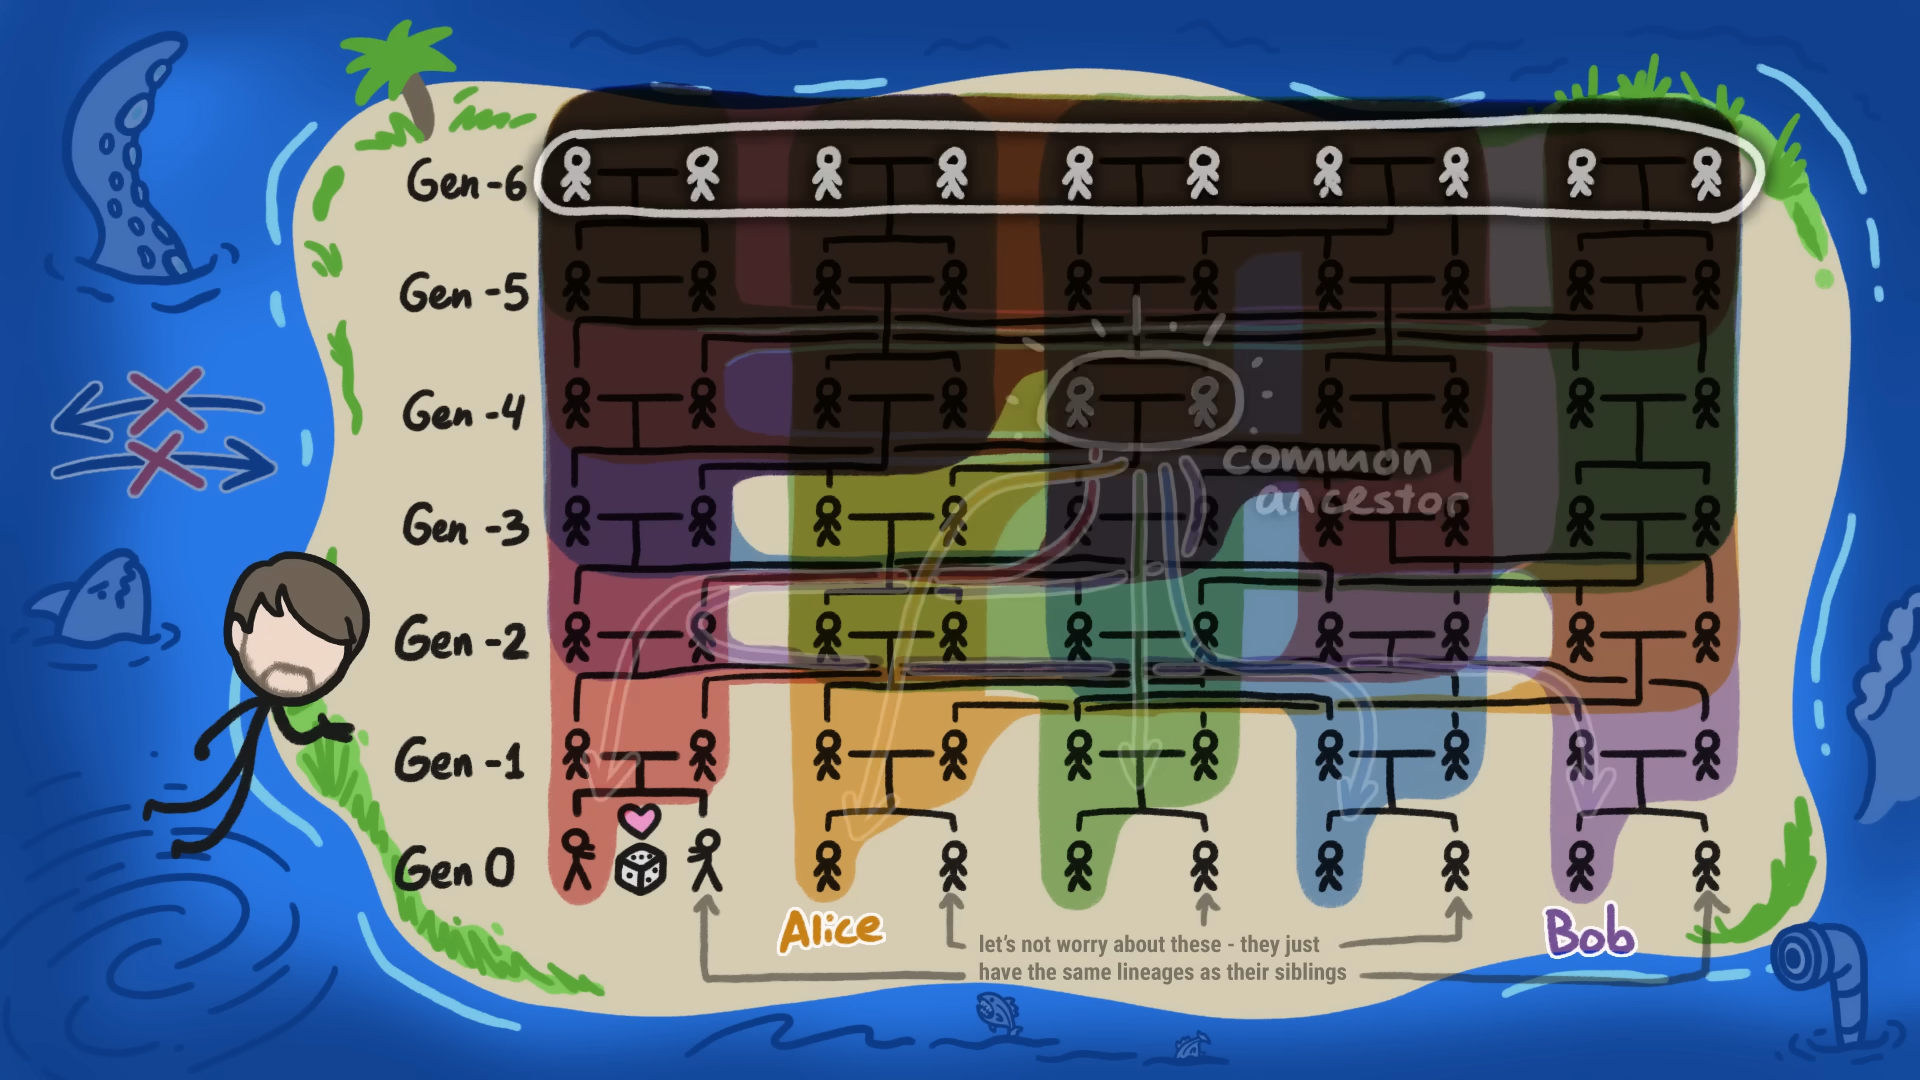 Gen -6
Gen -5
Gen -4
common
ancestor
Gen -3
Gen -2
Gen -1
Gen 0
Alice
Bob
let's not worry about these - they just
have the same lineages as their siblings